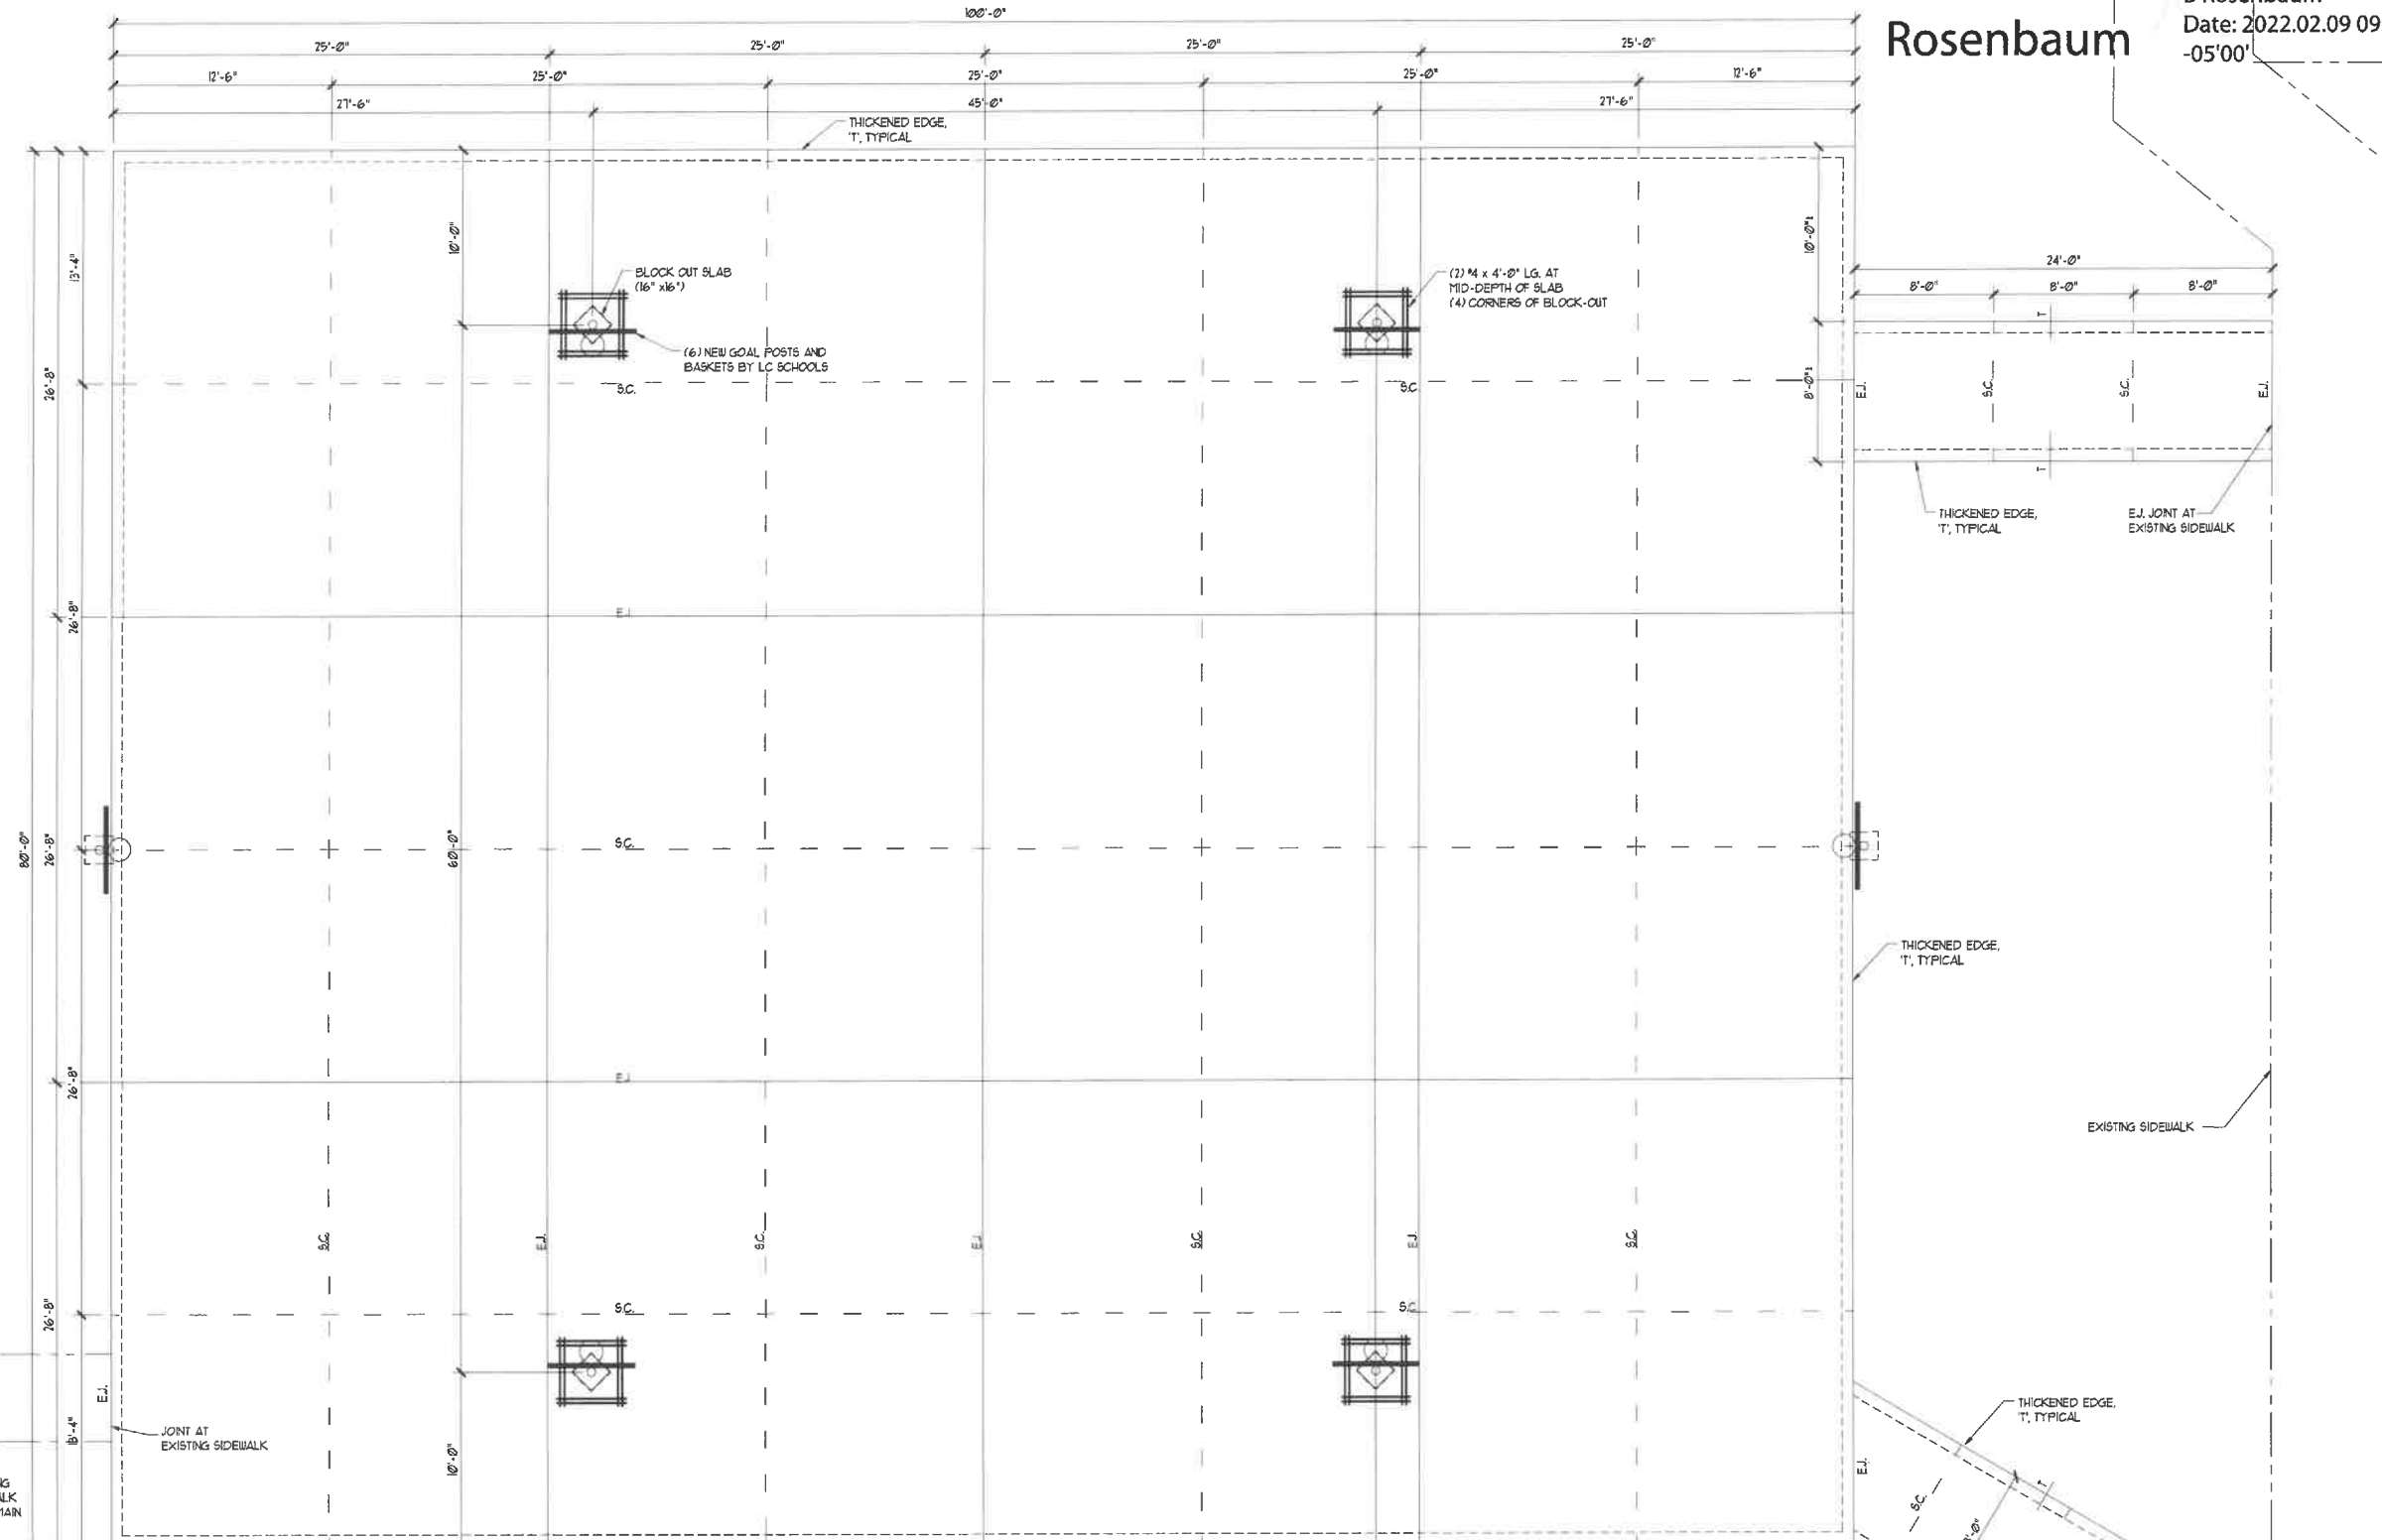 100'-0"
Rosenbaum
Date: 2022.02.09 09
-05'00'
25'-0"
25'-0"
25'-0"
25'-0"
12'-6"
25'-0"
25'-0"
25'-0"
12'-6"
27'-6"
45'-0"
27'-6"
THICKENED EDGE,
'T', TYPICAL
10'-0"
13'-4"
10'-0"±
24'-0"
8'-0"
8'-0"
8'-0"
BLOCK OUT SLAB
(16" x16")
(2) #4 x 4'-0" LG. AT
MID-DEPTH OF SLAB
(4) CORNERS OF BLOCK-OUT
T
(6) NEW GOAL POSTS AND
BASKETS BY LC SCHOOLS
26'-8"
S.C.
S.C.
8'-0"±
E.J.
S.C.
S.C.
E.J.
T
THICKENED EDGE,
'T', TYPICAL
E.J. JOINT AT
EXISTING SIDEWALK
26'-8"
E.J.
80'-0"
26'-8"
60'-0"
S.C.
THICKENED EDGE,
'T', TYPICAL
26'-8"
E.J.
EXISTING SIDEWALK
S.C.
E.J.
S.C.
E.J.
S.C.
E.J.
S.C.
26'-8"
S.C.
S.C.
E.J.
THICKENED EDGE,
'T', TYPICAL
13'-4"
JOINT AT
EXISTING SIDEWALK
10'-0"
E.J.
T
S.C.